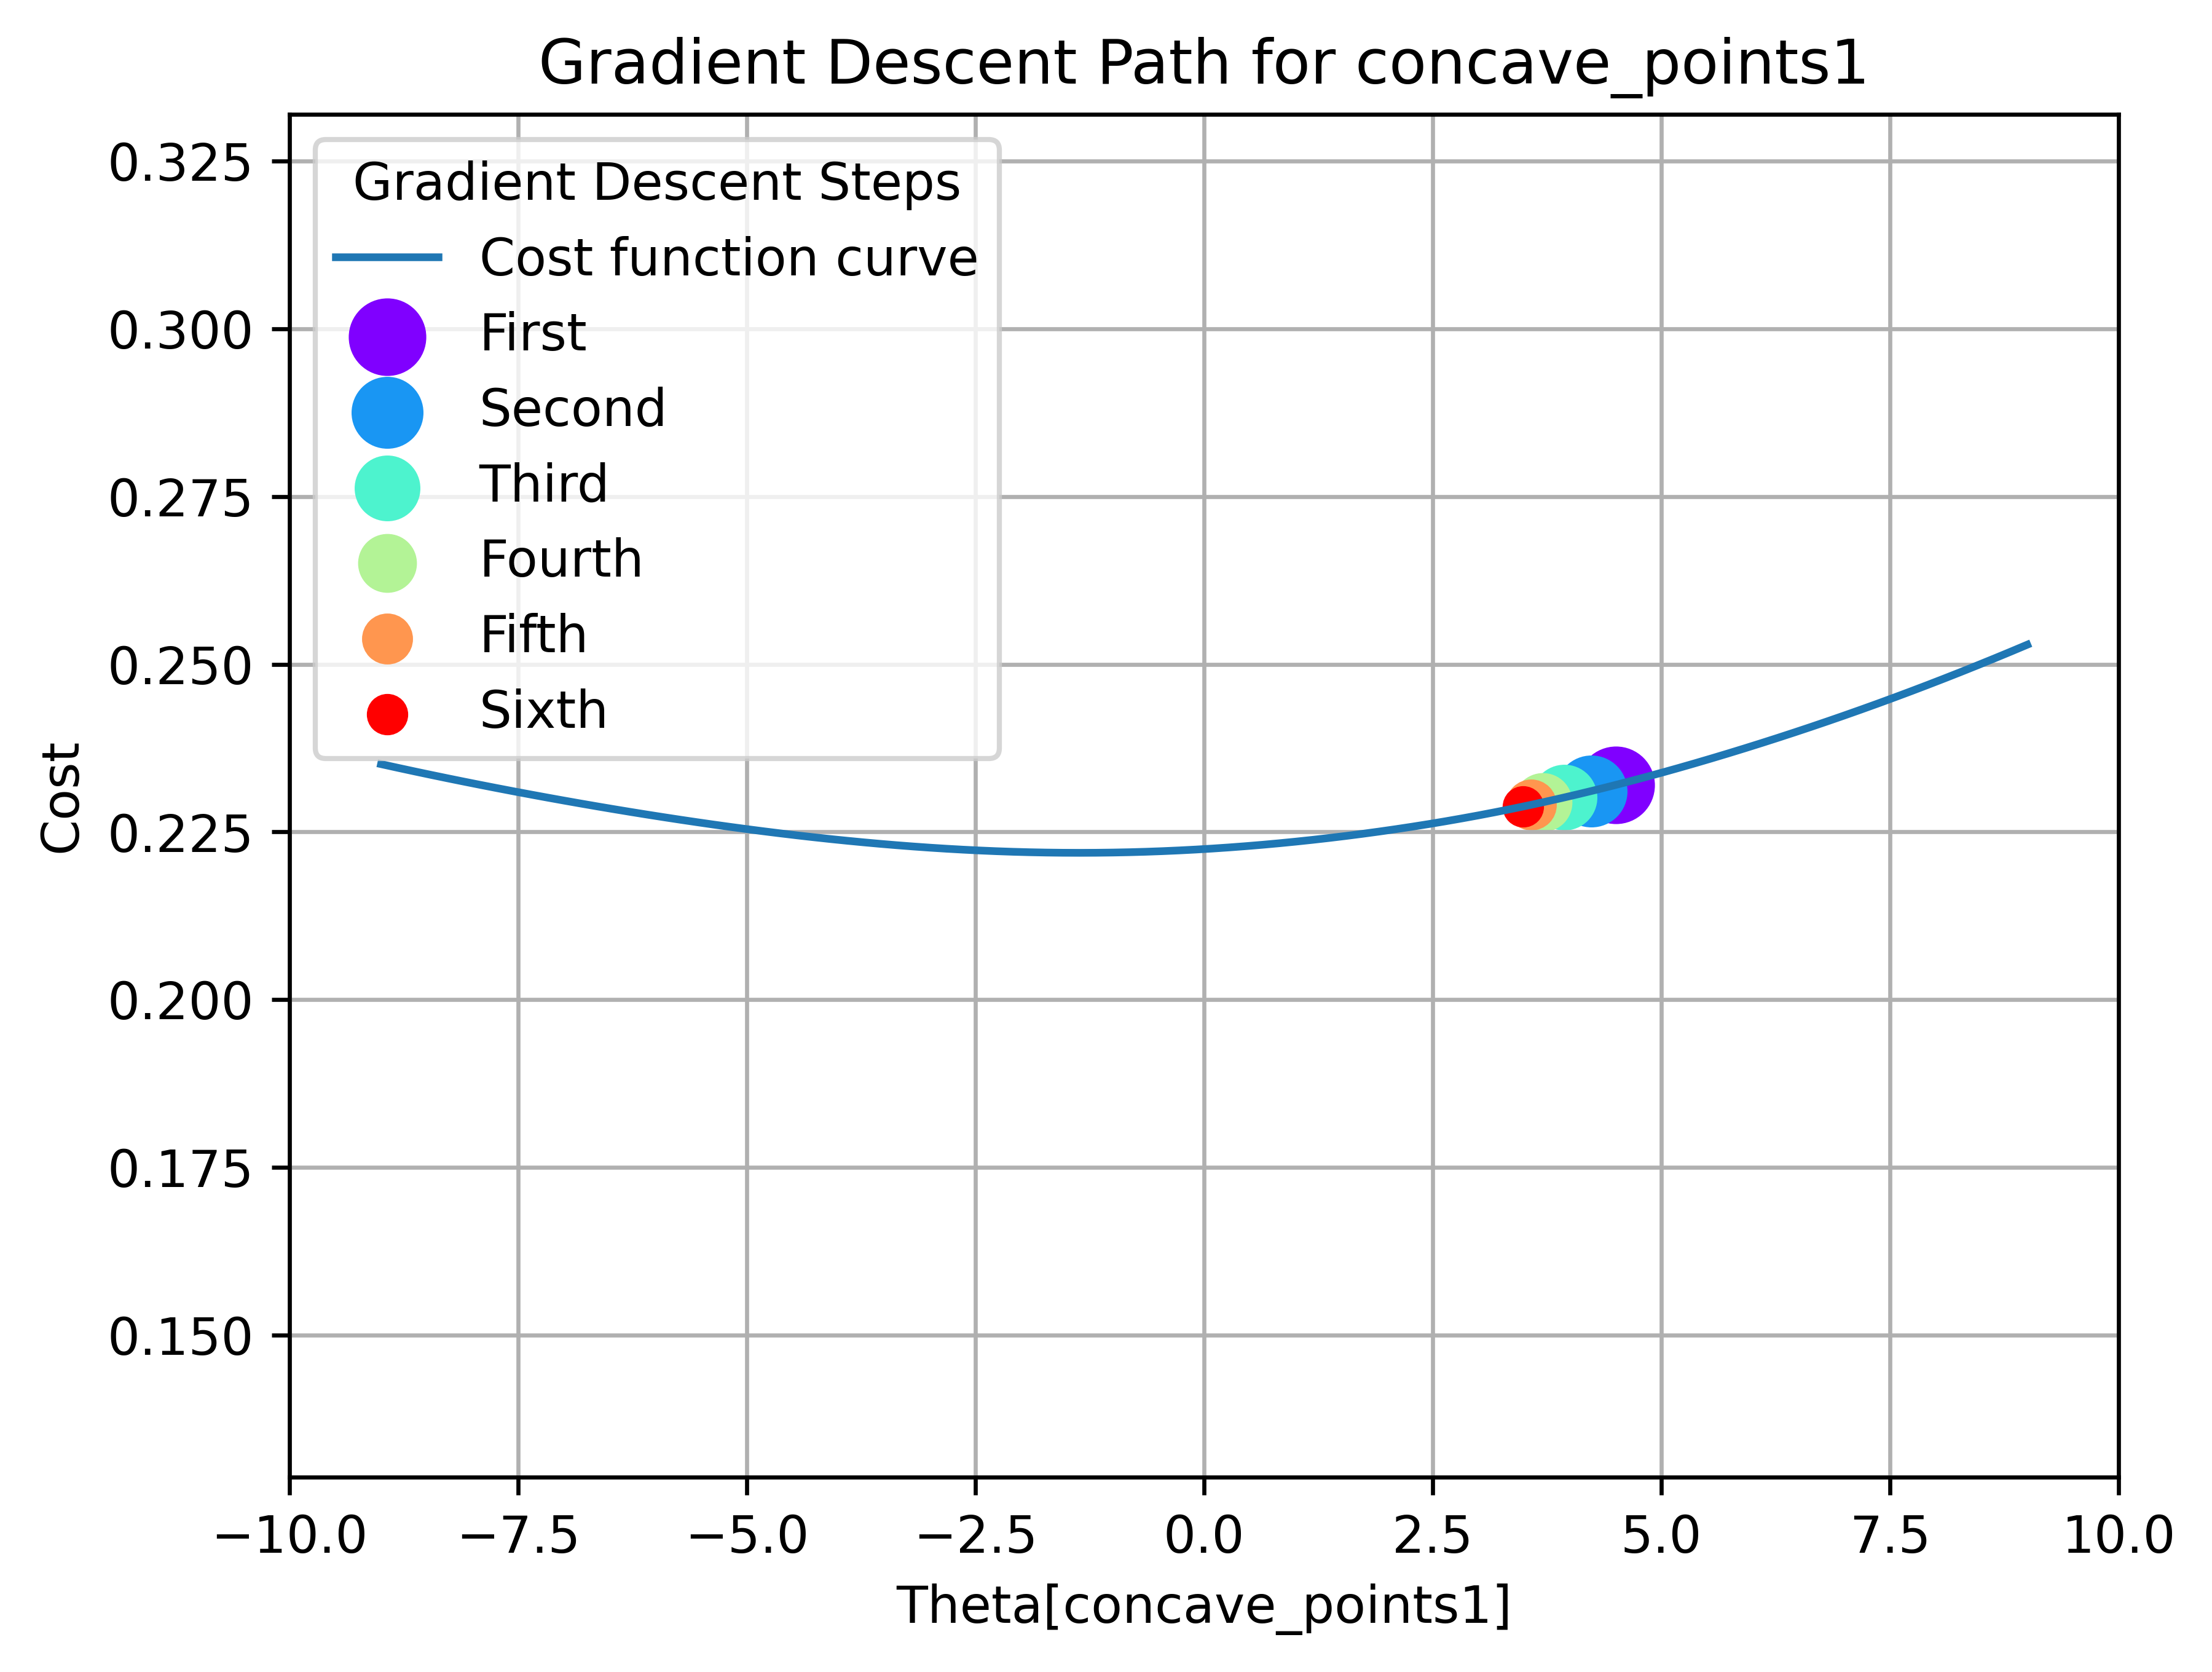 Gradient Descent Path for concave_points1
0.325
0.300
0.275
0.250
0.225
0.200
0.175
0.150
Cost
Gradient Descent Steps
Cost function curve
First
Second
Third
Fourth
Fifth
Sixth
−10.0 −7.5 −5.0 −2.5 0.0 2.5 5.0 7.5 10.0
Theta[concave_points1]